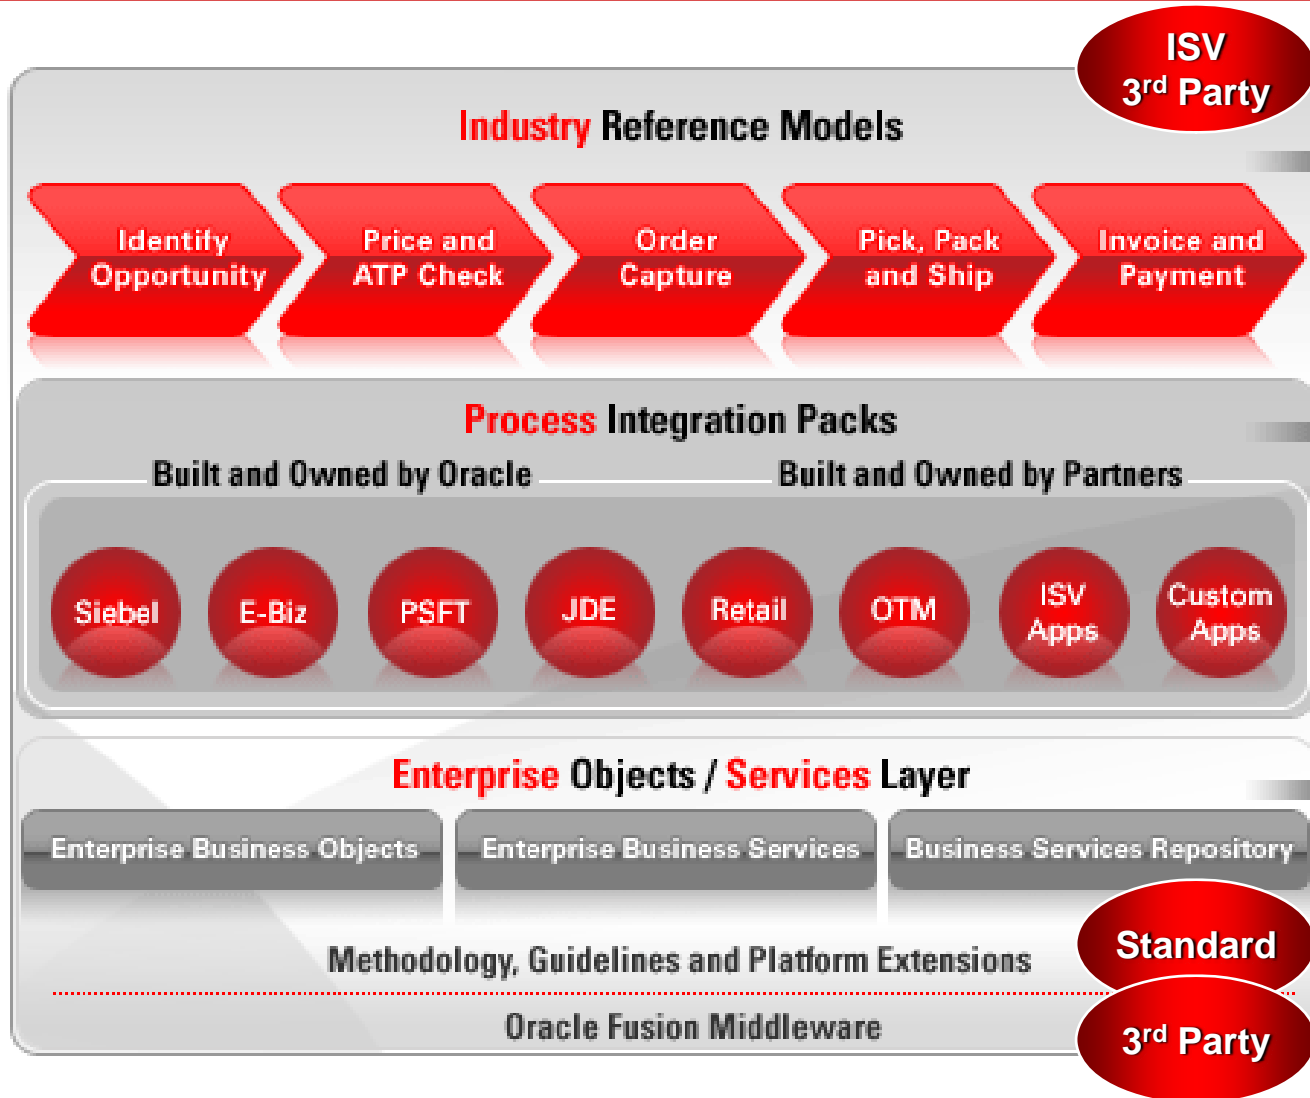 ISV
3rd Party
Industry Reference Models
Identify
Opportunity
Price and
ATP Check
Order
Capture
Pick, Pack
and Ship
Invoice and
Payment
Process Integration Packs
Built and Owned by Oracle
Built and Owned by Partners
Siebel
E-Biz
PSFT
JDE
Retail
OTM
ISV
Apps
Custom
Apps
Enterprise Objects / Services Layer
Enterprise Business Objects
Enterprise Business Services
Business Services Repository
Methodology, Guidelines and Platform Extensions
Standard
Oracle Fusion Middleware
3rd Party